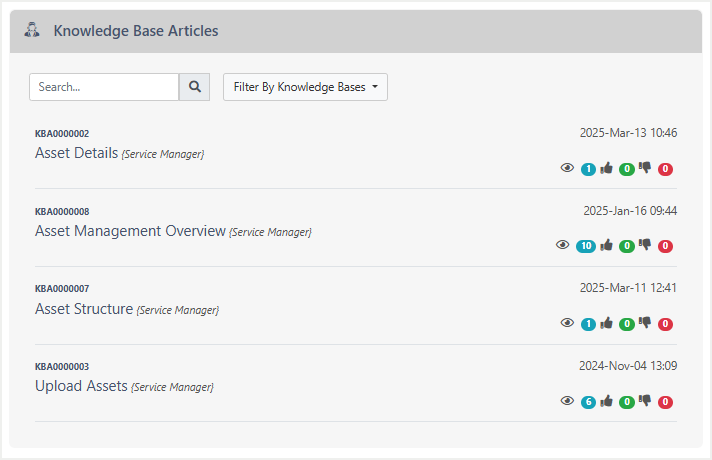 Knowledge Base Articles
Search...
Filter By Knowledge Bases
KBA0000002
2025-Mar-13 10:46
Asset Details {Service Manager}
1 0 0
KBA0000008
2025-Jan-16 09:44
Asset Management Overview {Service Manager}
10 0 0
KBA0000007
2025-Mar-11 12:41
Asset Structure {Service Manager}
1 0 0
KBA0000003
2024-Nov-04 13:09
Upload Assets {Service Manager}
6 0 0